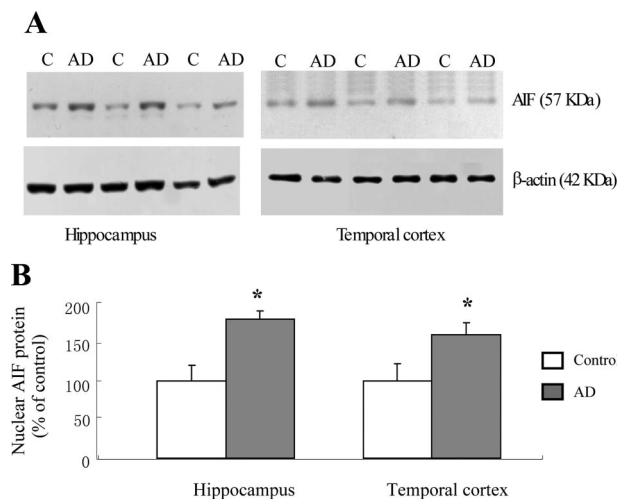 A
C AD C AD C AD
C AD C AD C AD
AIF (57 KDa)
β-actin (42 KDa)
Hippocampus
Temporal cortex
B
Nuclear AIF protein
(% of control)
200
150
100
50
0
*
*
Control
AD
Hippocampus
Temporal cortex